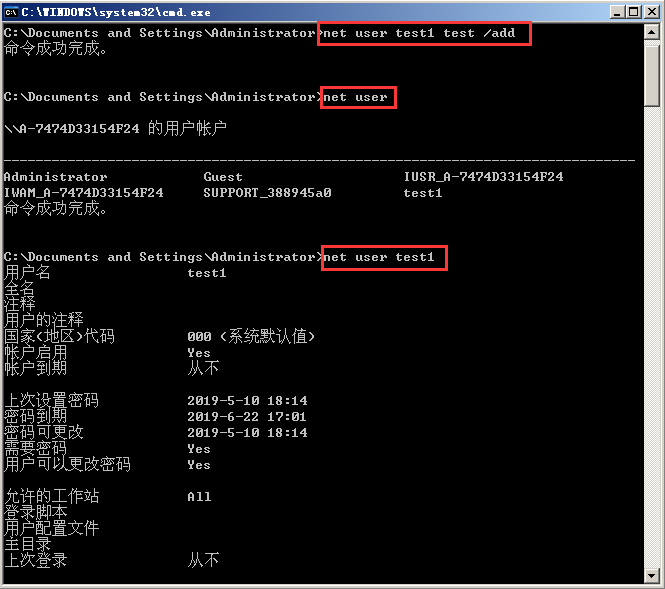 C:\WINDOWS\system32\cmd.exe
C:\Documents and Settings\Administrator>net user test1 test /add
命令成功完成。
C:\Documents and Settings\Administrator>net user
\\A-7474D33154F24 的用户帐户
-------------------------------------------------------------------------------
Administrator Guest IUSR_A-7474D33154F24
IWAM_A-7474D33154F24 SUPPORT_388945a0 test1
命令成功完成。
C:\Documents and Settings\Administrator>net user test1
用户名 test1
全名
注释
用户的注释
国家(地区)代码 000 (系统默认值)
帐户启用 Yes
帐户到期 从不
上次设置密码 2019-5-10 18:14
密码到期 2019-6-22 17:01
密码可更改 2019-5-10 18:14
需要密码 Yes
用户可以更改密码 Yes
允许的工作站 All
登录脚本
用户配置文件
主目录
上次登录 从不